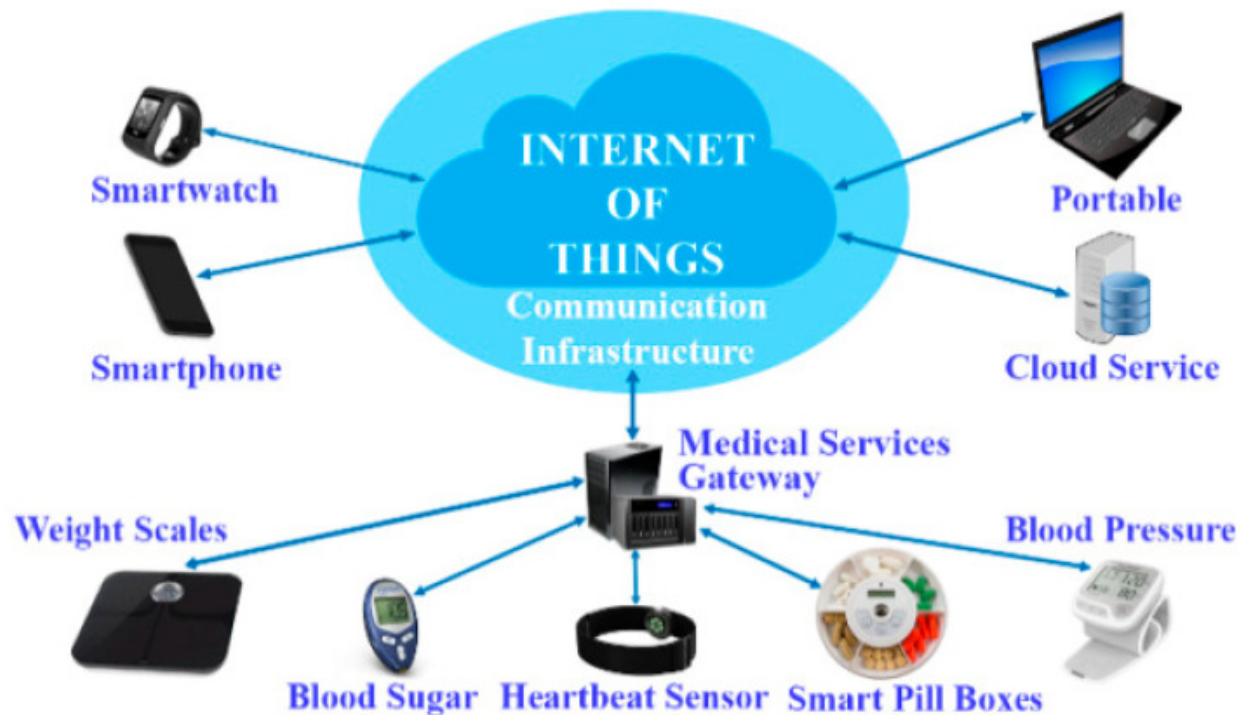 INTERNET
OF
THINGS
Communication
Infrastructure
Smartwatch
Portable
Smartphone
Cloud Service
Medical Services
Gateway
Weight Scales
Blood Pressure
Blood Sugar
Heartbeat Sensor
Smart Pill Boxes